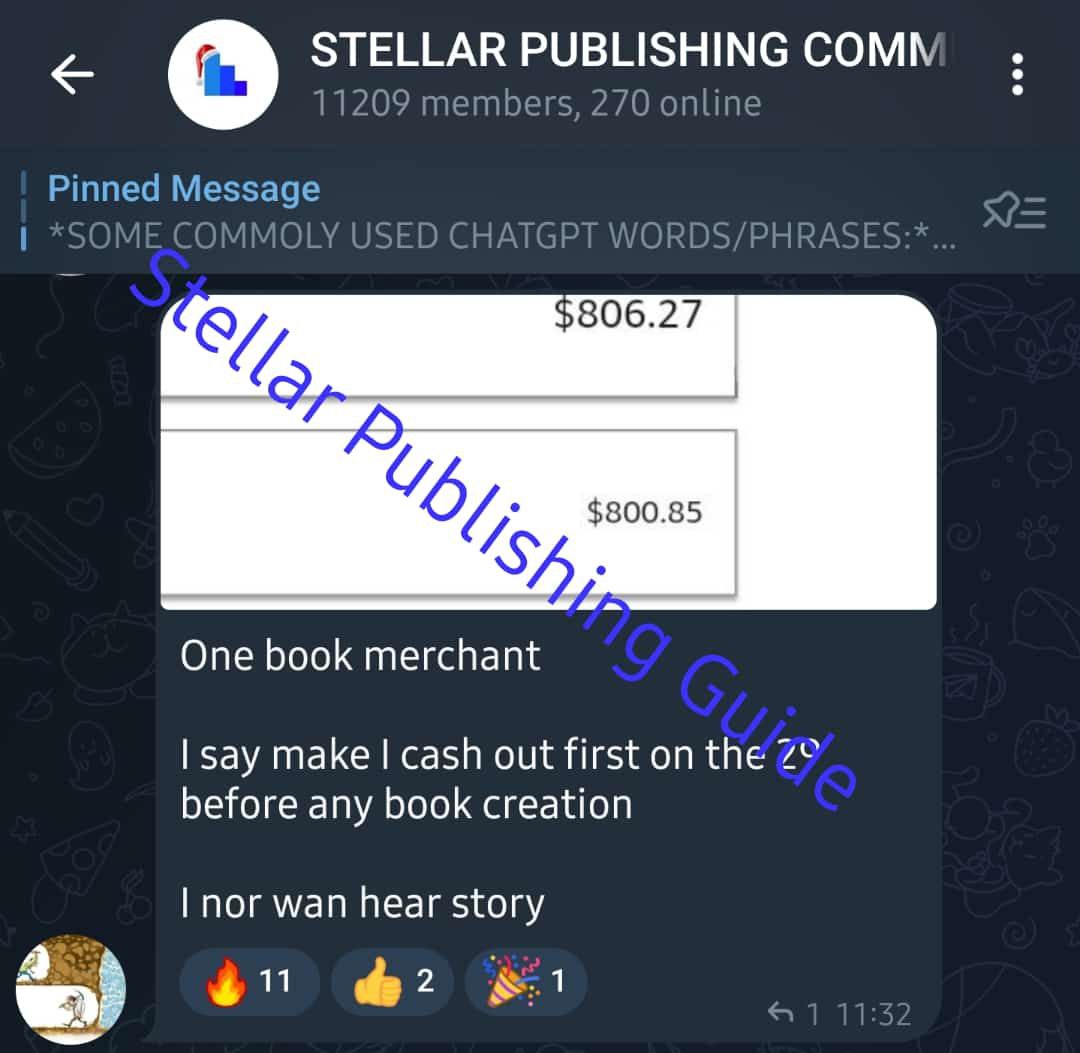 STELLAR PUBLISHING COMM
11209 members, 270 online
Pinned Message
*SOME COMMOLY USED CHATGPT WORDS/PHRASES:*...
$806.27
$800.85
Stellar Publishing Guide
One book merchant
I say make I cash out first on the 29
before any book creation
I nor wan hear story
11
2
1
1 11:32